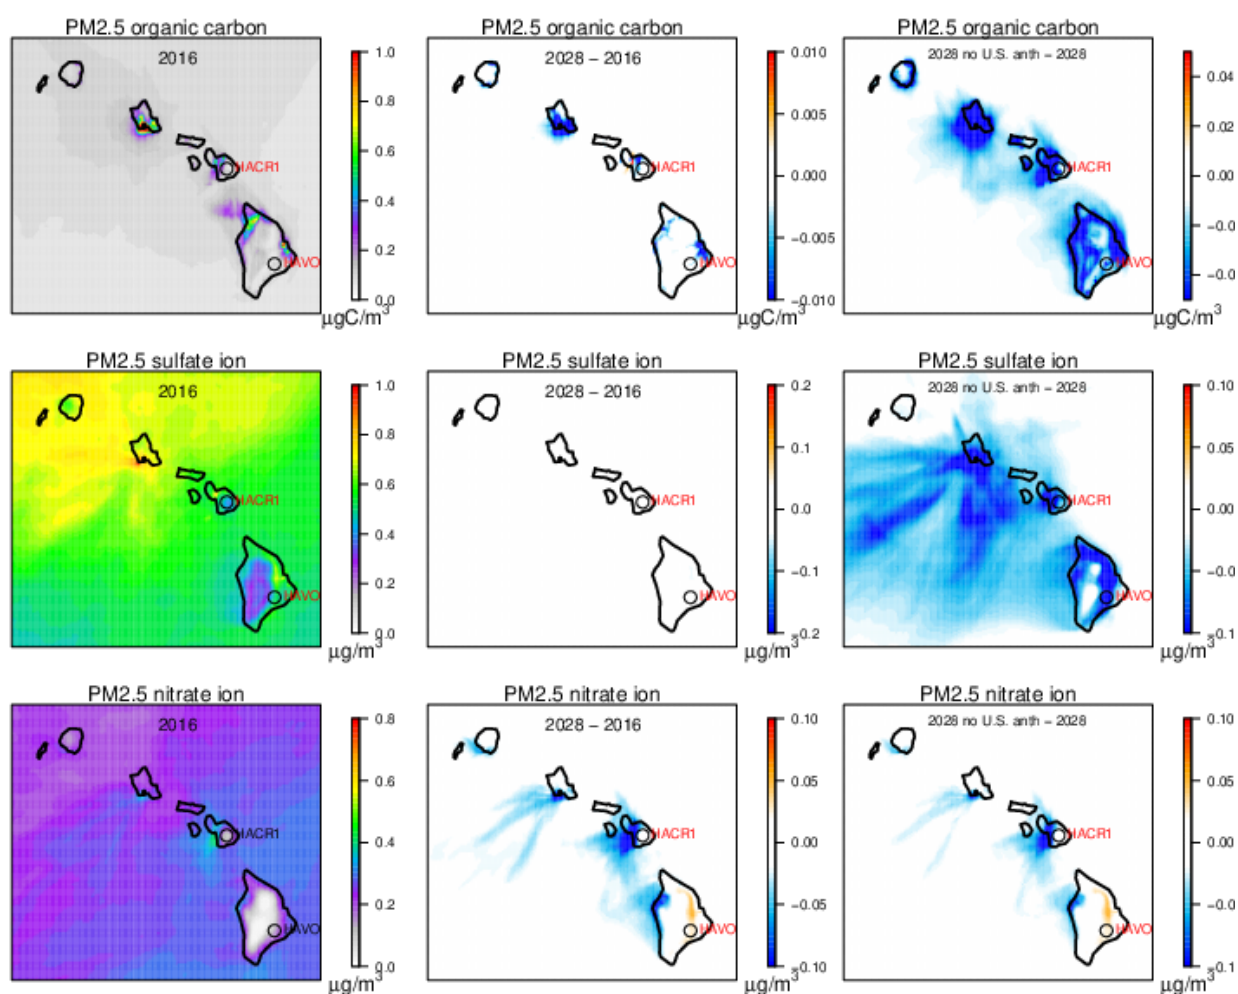 PM2.5 organic carbon
2016
HACR1
HAVO
1.0
0.8
0.6
0.4
0.2
0.0
μgC/m³
PM2.5 organic carbon
2028 − 2016
HACR1
HAVO
0.010
0.005
0.000
−0.005
−0.010
μgC/m³
PM2.5 organic carbon
2028 no U.S. anth − 2028
HACR1
HAVO
0.04
0.02
0.00
−0.0
−0.0
μgC/m³
PM2.5 sulfate ion
2016
HACR1
HAVO
1.0
0.8
0.6
0.4
0.2
0.0
μg/m³
PM2.5 sulfate ion
2028 − 2016
HACR1
HAVO
0.2
0.1
0.0
−0.1
−0.2
μg/m³
PM2.5 sulfate ion
2028 no U.S. anth − 2028
HACR1
HAVO
0.10
0.05
0.00
−0.0
−0.1
μg/m³
PM2.5 nitrate ion
2016
HACR1
HAVO
0.8
0.6
0.4
0.2
0.0
μg/m³
PM2.5 nitrate ion
2028 − 2016
HACR1
HAVO
0.10
0.05
0.00
−0.05
−0.10
μg/m³
PM2.5 nitrate ion
2028 no U.S. anth − 2028
HACR1
HAVO
0.10
0.05
0.00
−0.0
−0.1
μg/m³